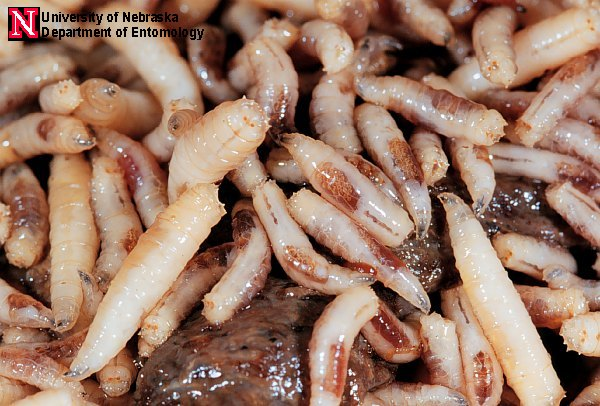 N
University of Nebraska
Department of Entomology